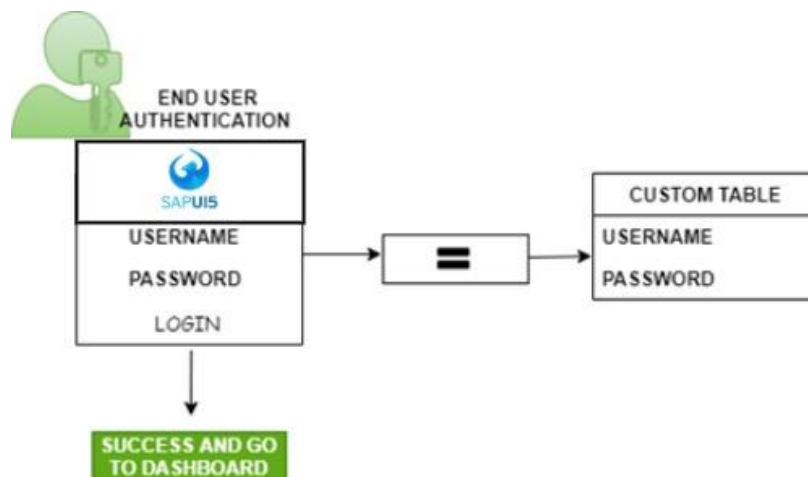 END USER
AUTHENTICATION
SAPUI5
USERNAME
PASSWORD
LOGIN
=
CUSTOM TABLE
USERNAME
PASSWORD
SUCCESS AND GO
TO DASHBOARD